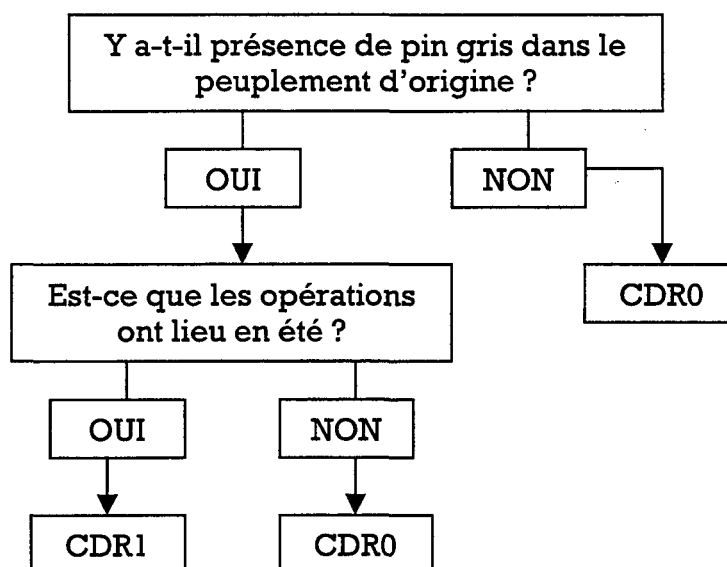 Y a-t-il présence de pin gris dans le
peuplement d'origine ?
OUI
NON
CDR0
Est-ce que les opérations
ont lieu en été ?
OUI
NON
CDR1
CDR0